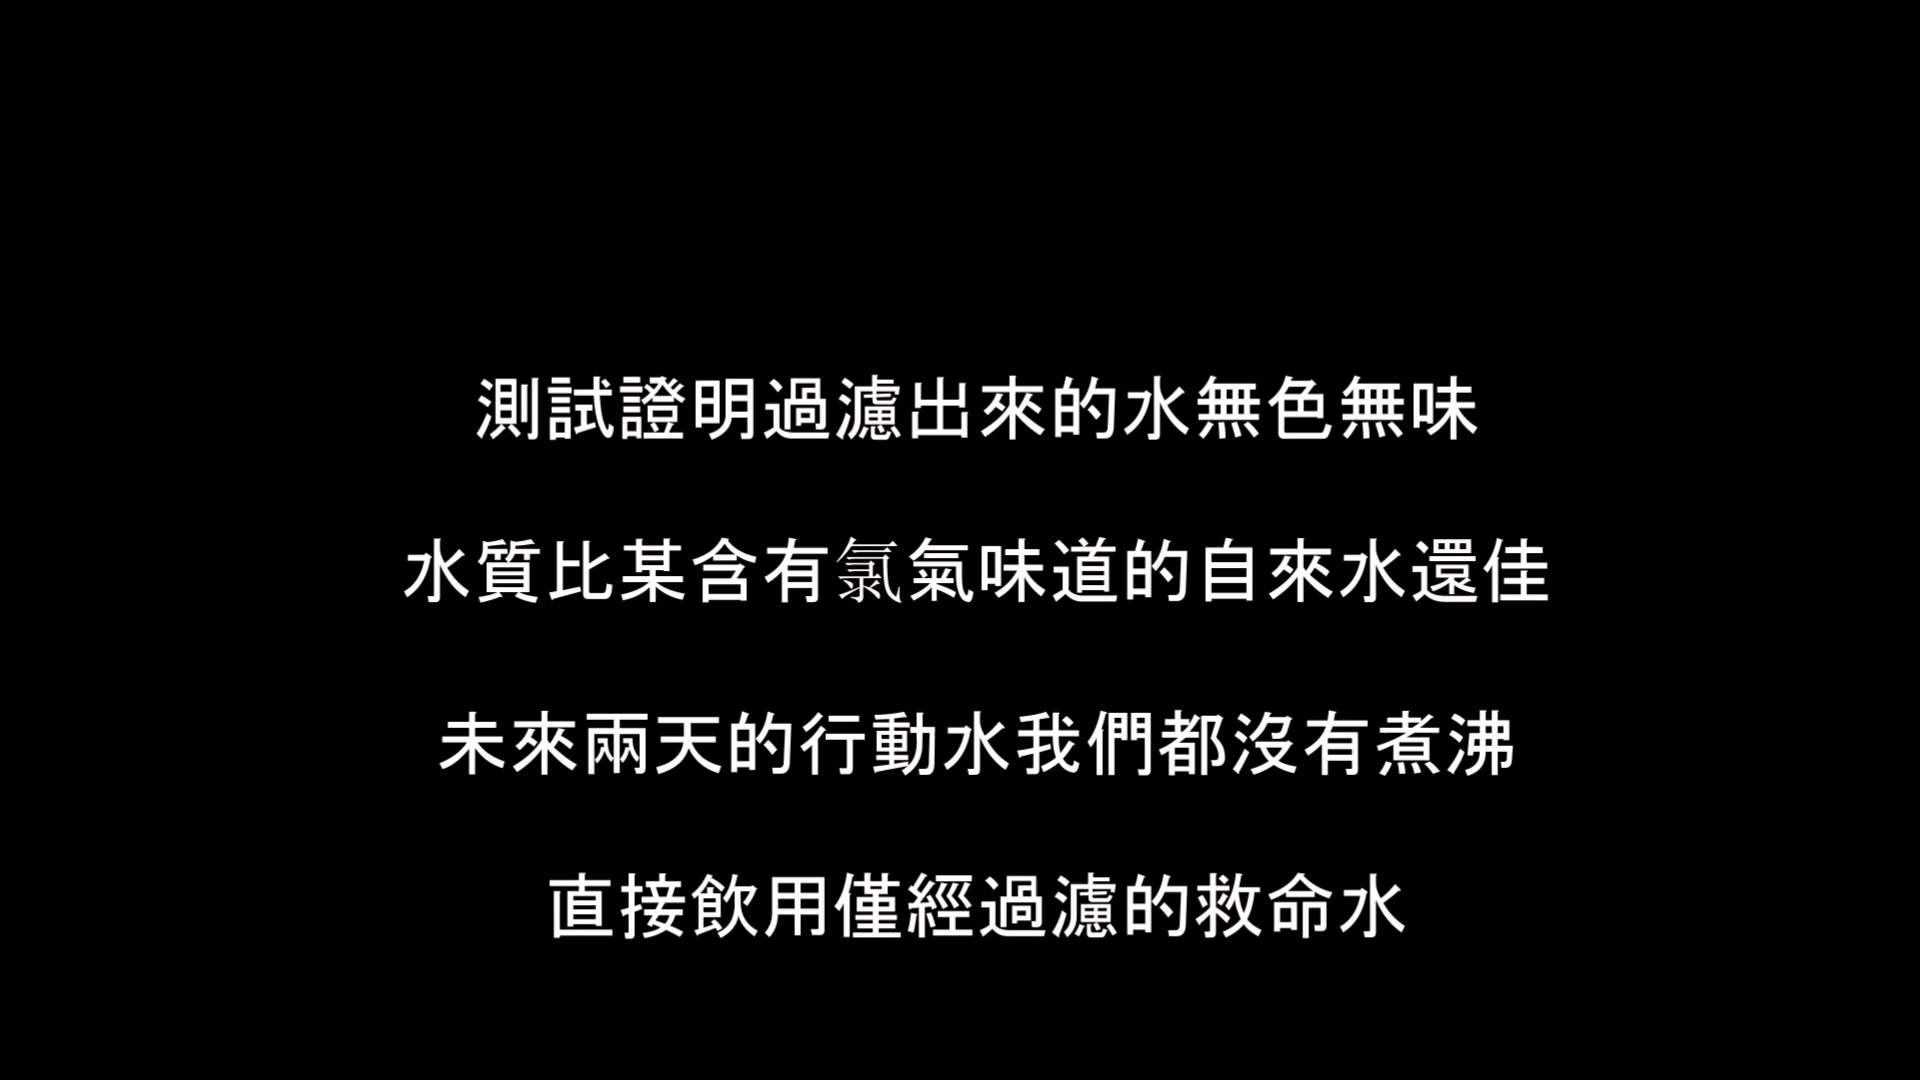 測試證明過濾出來的水無色無味
水質比某含有氯氣味道的自來水還佳
未來兩天的行動水我們都沒有煮沸
直接飲用僅經過濾的救命水